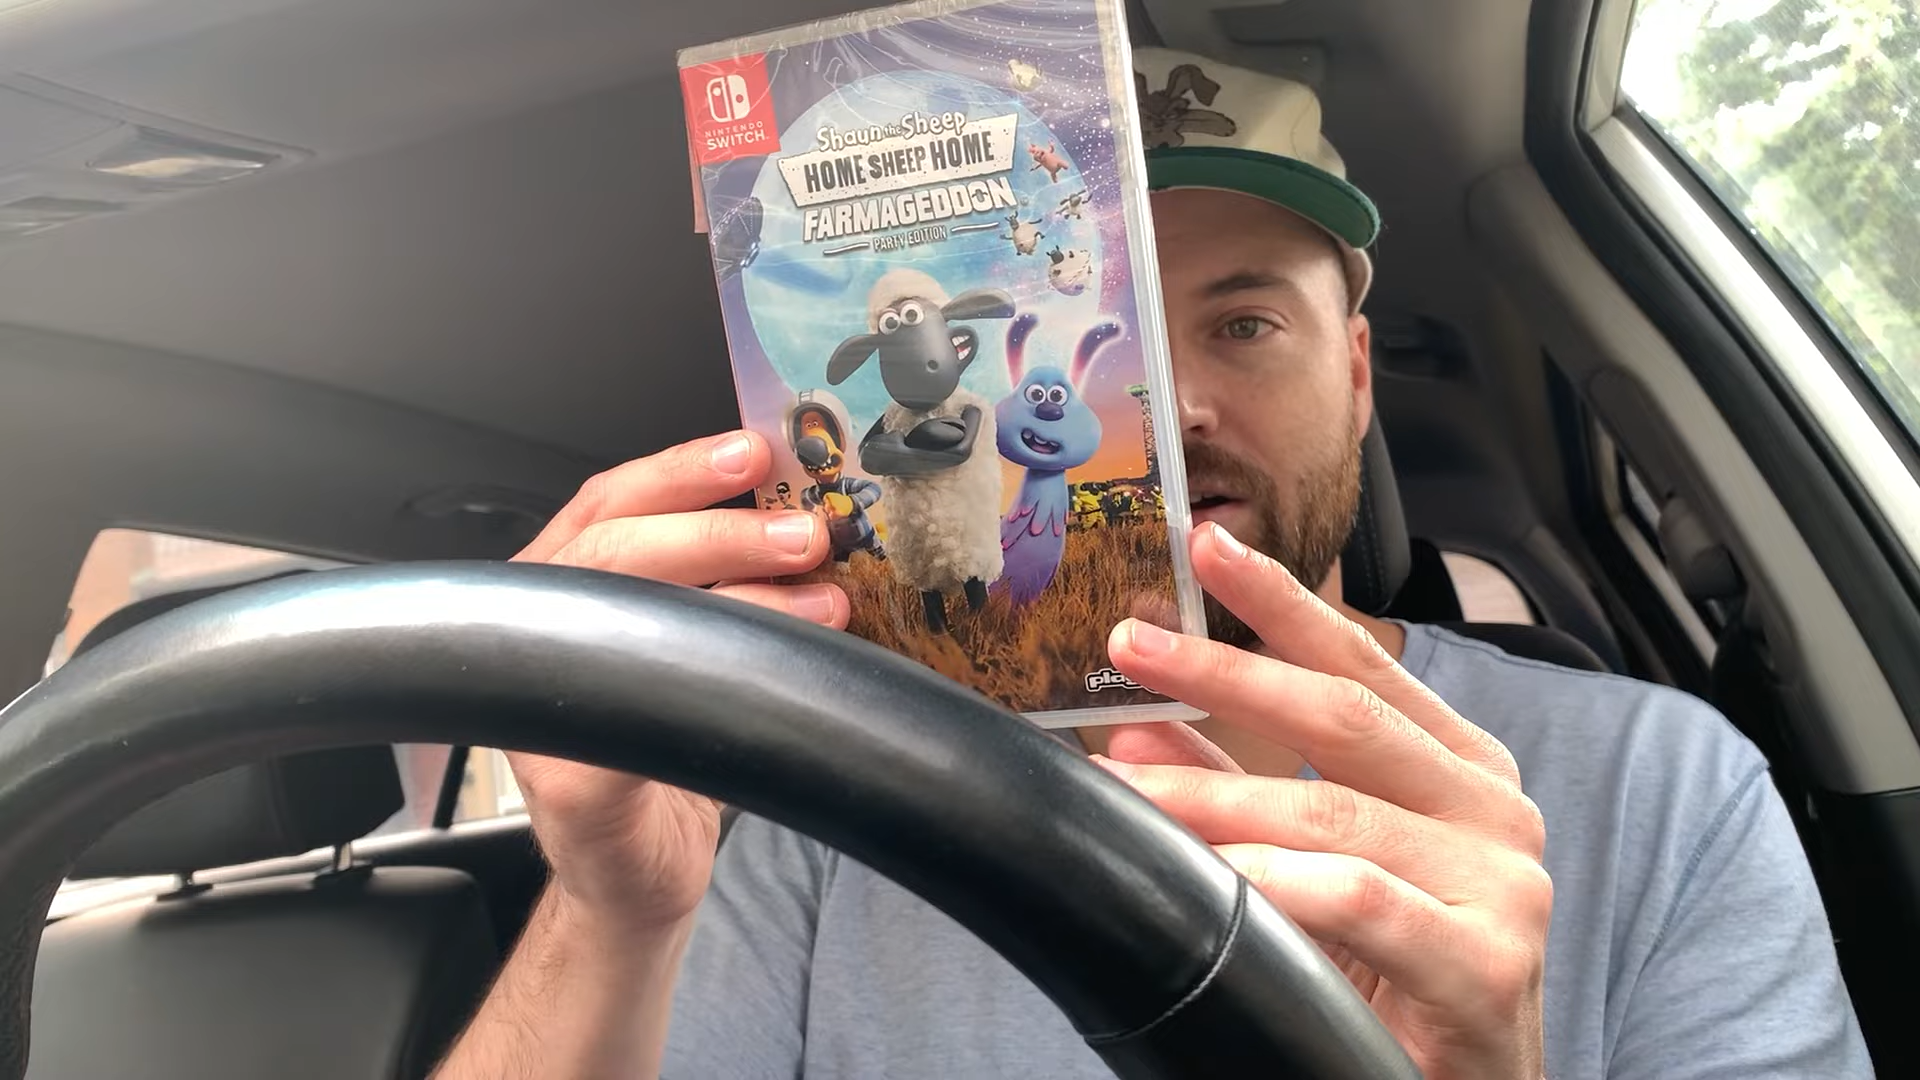 NINTENDO
SWITCH
Shaun the Sheep
HOME SHEEP HOME
FARMAGEDDON
PARTY EDITION